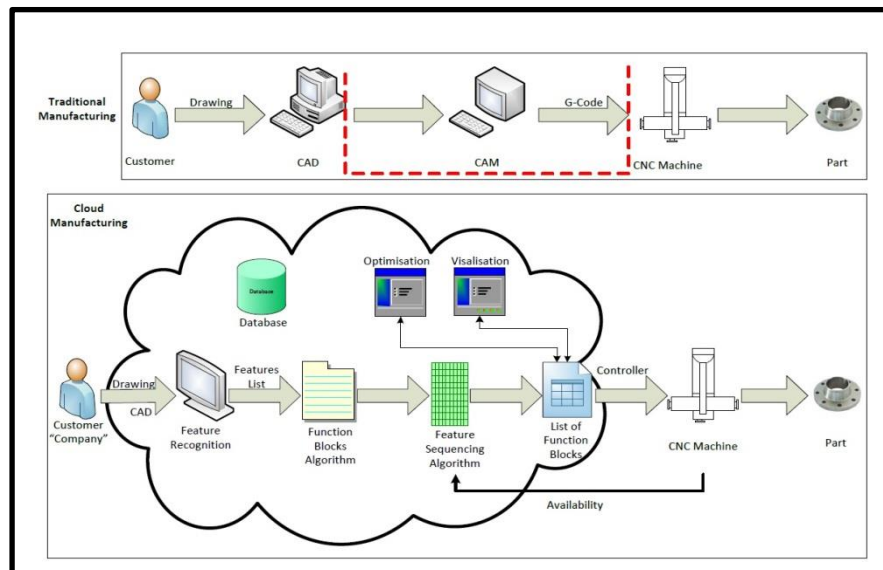 Traditional
Manufacturing
Drawing
G-Code
Customer
CAD
CAM
CNC Machine
Part
Cloud
Manufacturing
Optimisation
Visalisation
Database
Database
Drawing
CAD
Features
List
Controller
Customer
"Company"
Feature
Recognition
Function
Blocks
Algorithm
Feature
Sequencing
Algorithm
List of
Function
Blocks
CNC Machine
Part
Availability